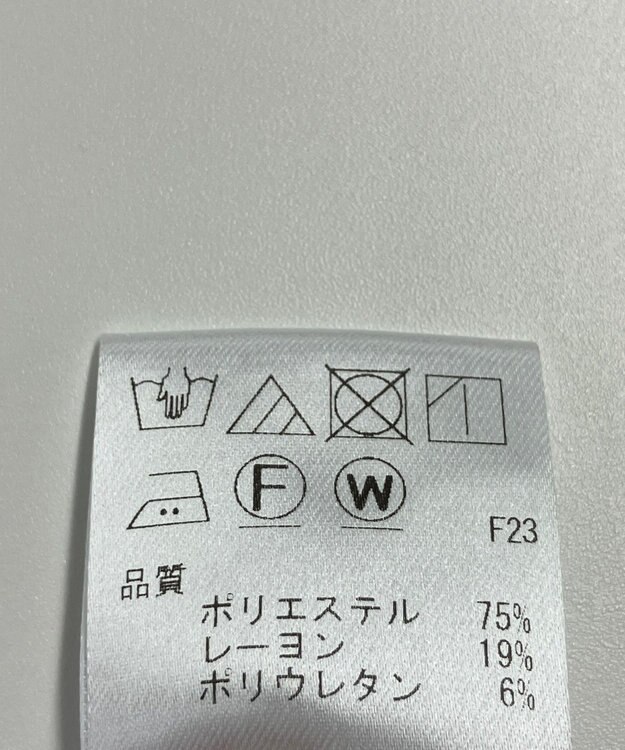 F W
F23
品質
ポリエステル 75%
レーヨン 19%
ポリウレタン 6%